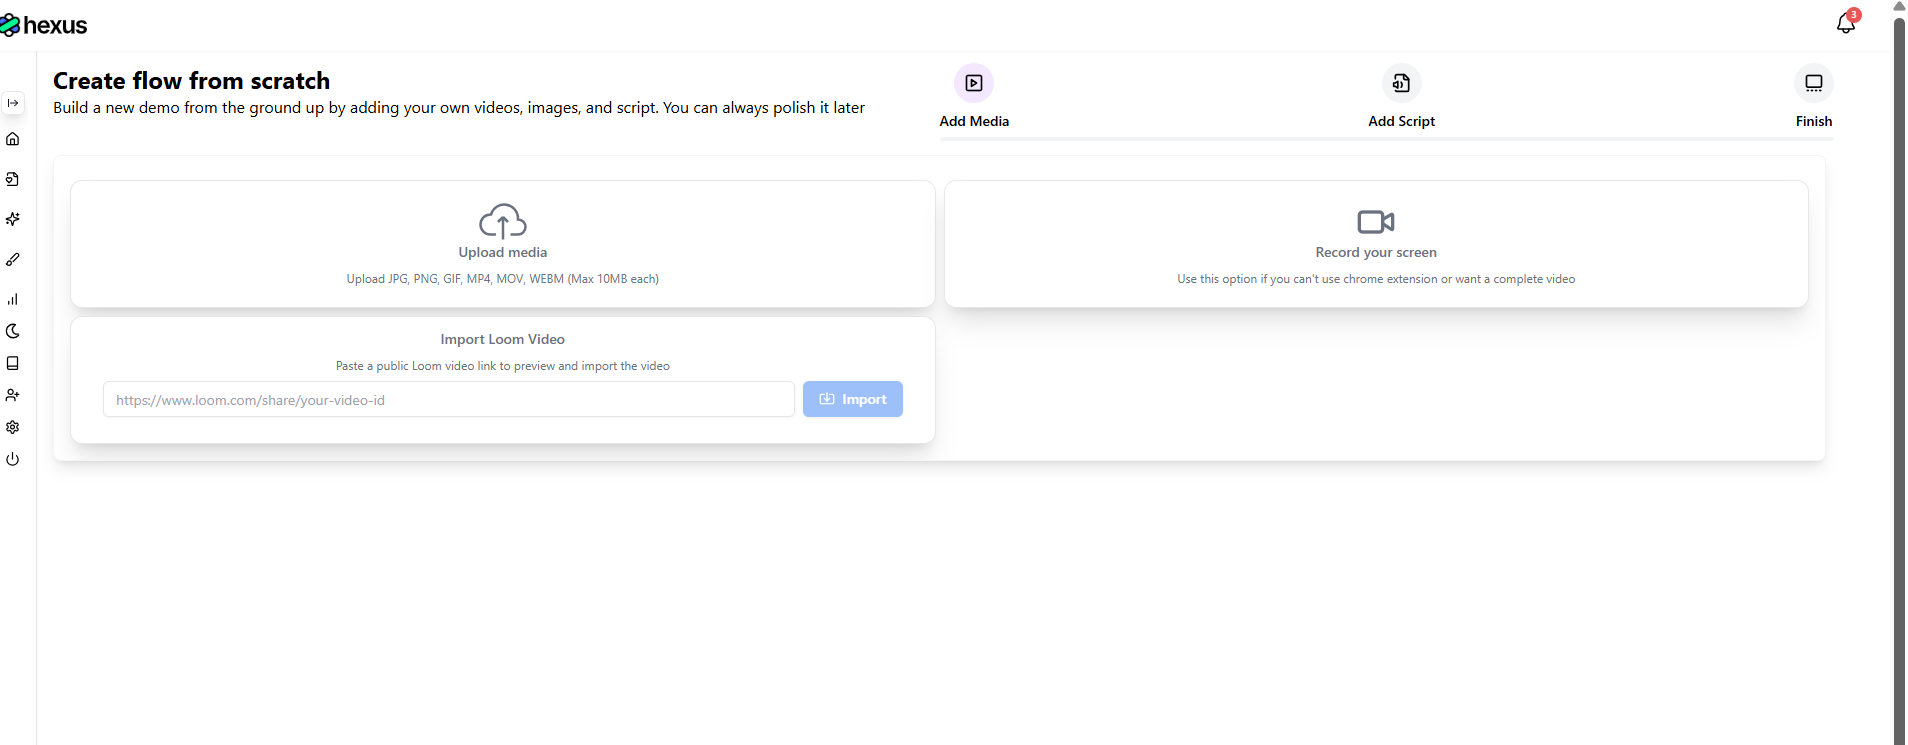 hexus
3
Create flow from scratch
Build a new demo from the ground up by adding your own videos, images, and script. You can always polish it later
Add Media
Add Script
Finish
Upload media
Upload JPG, PNG, GIF, MP4, MOV, WEBM (Max 10MB each)
Record your screen
Use this option if you can't use chrome extension or want a complete video
Import Loom Video
Paste a public Loom video link to preview and import the video
https://www.loom.com/share/your-video-id
Import